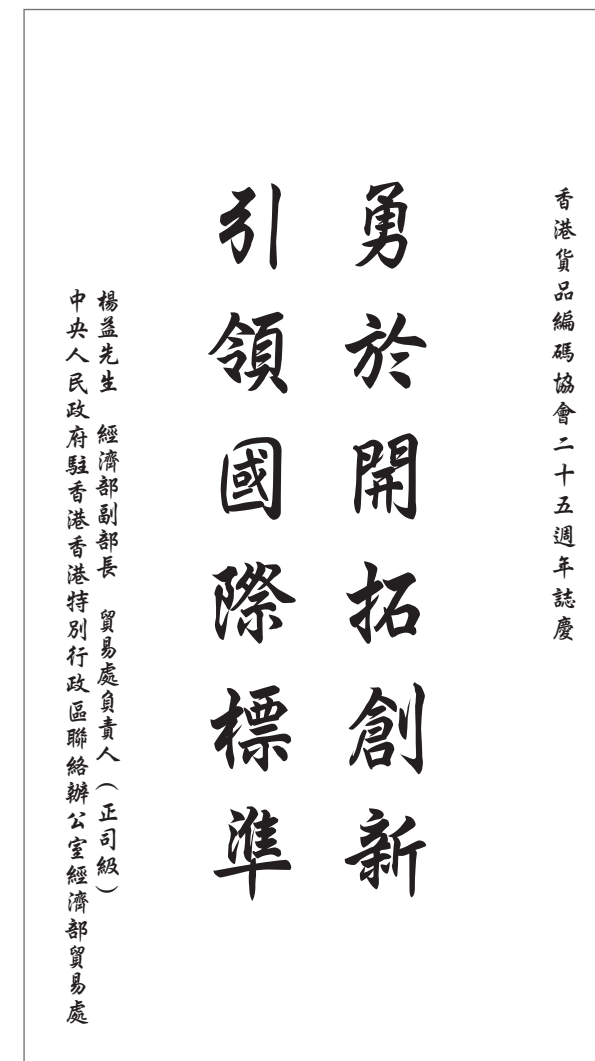 香港貨品編碼協會二十五週年誌慶
勇於開拓創新
引領國際標準
楊益先生 經濟部副部長 貿易處負責人（正司級）
中央人民政府駐香港香港特別行政區聯絡辦公室經濟部貿易處